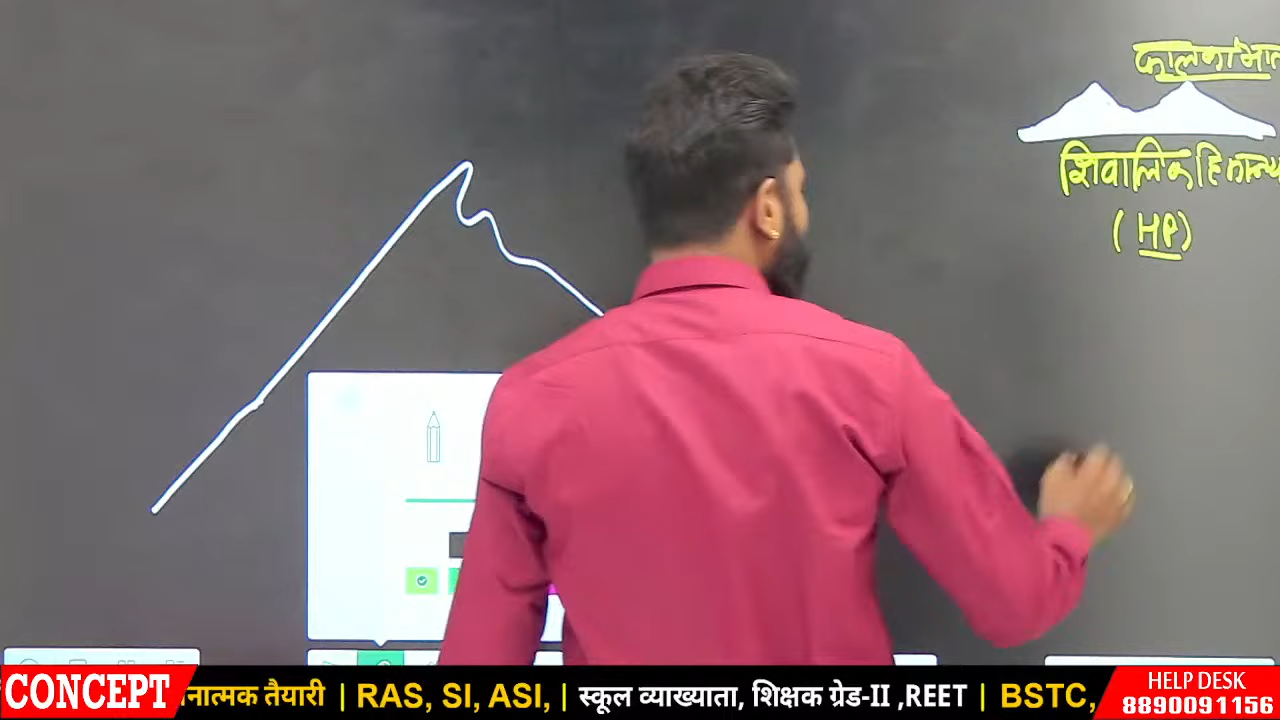 शिवालिक हि
( HP )
CONCEPT
नात्मक तैयारी | RAS, SI, ASI, | स्कूल व्याख्याता, शिक्षक ग्रेड-II ,REET | BSTC,
HELP DESK
8890091156